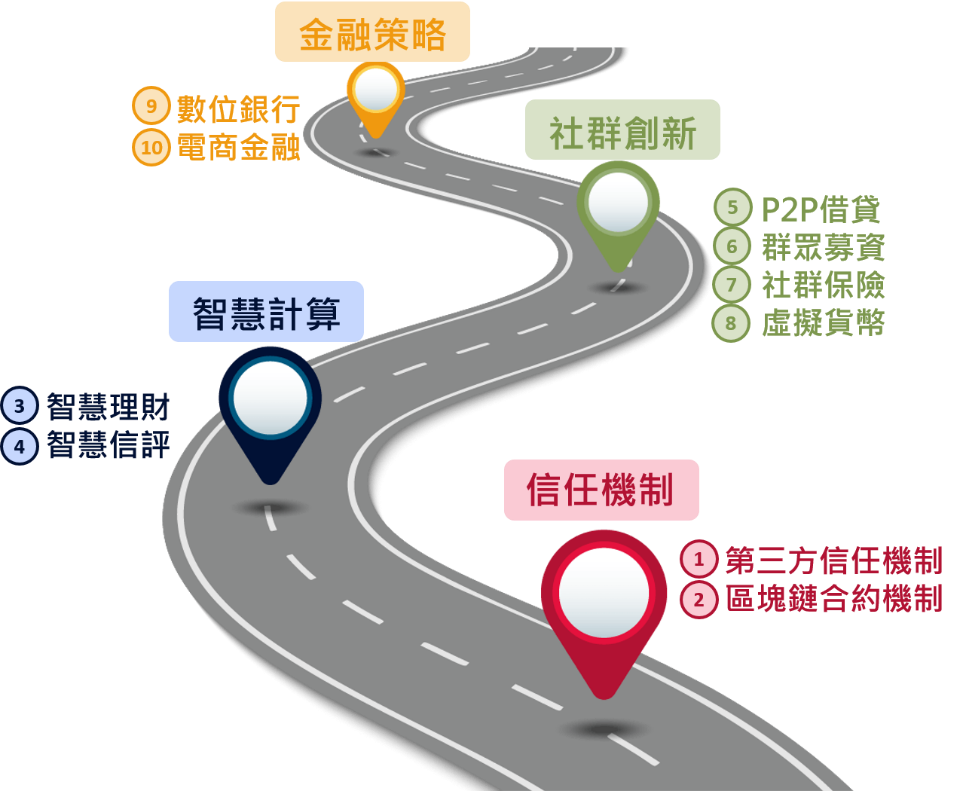 金融策略
9 數位銀行
10 電商金融
社群創新
5 P2P借貸
6 群眾募資
7 社群保險
8 虛擬貨幣
智慧計算
3 智慧理財
4 智慧信評
信任機制
1 第三方信任機制
2 區塊鏈合約機制